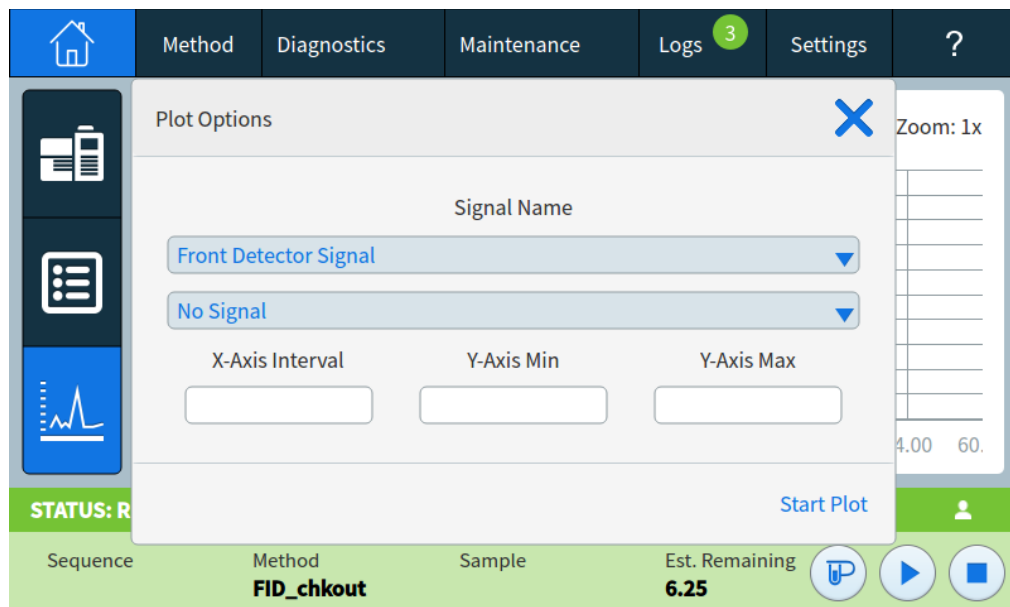 Method Diagnostics Maintenance Logs 3 Settings ?
Plot Options
Zoom: 1x
Signal Name
Front Detector Signal
No Signal
X-Axis Interval Y-Axis Min Y-Axis Max
4.00 60.
Start Plot
STATUS: R
Sequence Method Sample Est. Remaining
FID_chkout 6.25